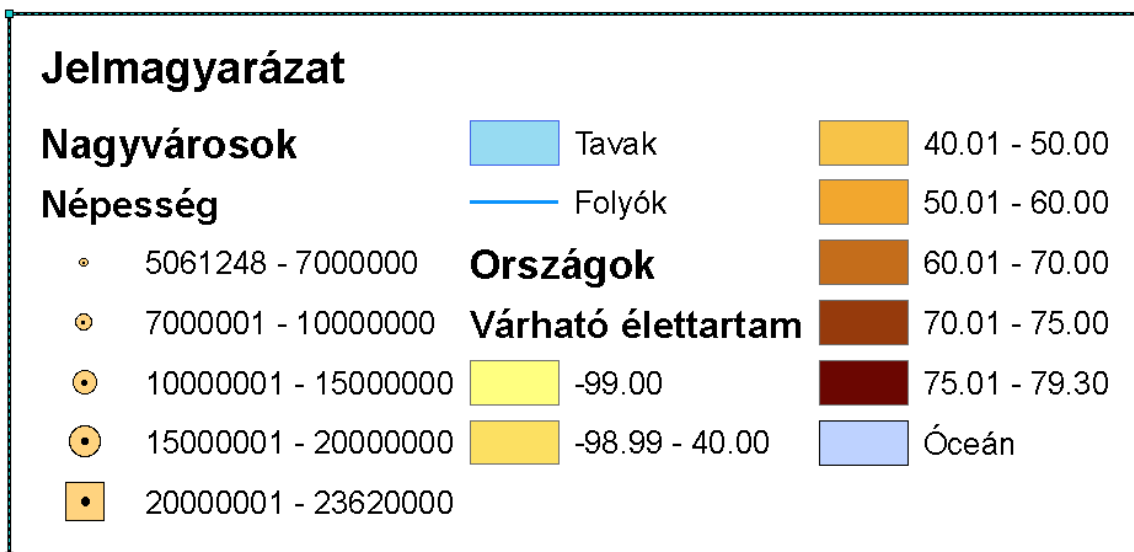 Jelmagyarázat
Nagyvárosok
Népesség
5061248 - 7000000
7000001 - 10000000
10000001 - 15000000
15000001 - 20000000
20000001 - 23620000
Tavak
Folyók
Országok
Várható élettartam
-99.00
-98.99 - 40.00
40.01 - 50.00
50.01 - 60.00
60.01 - 70.00
70.01 - 75.00
75.01 - 79.30
Óceán